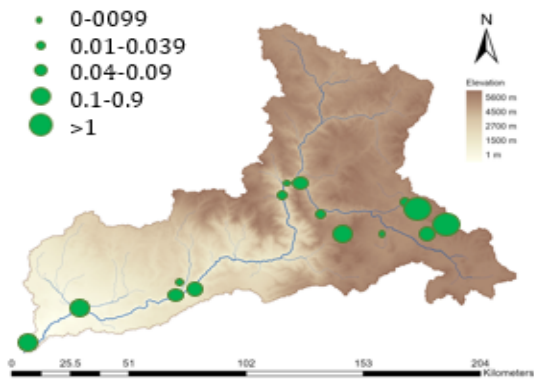 0-0099
0.01-0.039
0.04-0.09
0.1-0.9
>1
N
Elevation
5600 m
4500 m
2700 m
1500 m
1 m
0 25.5 51 102 153 204
Kilometers